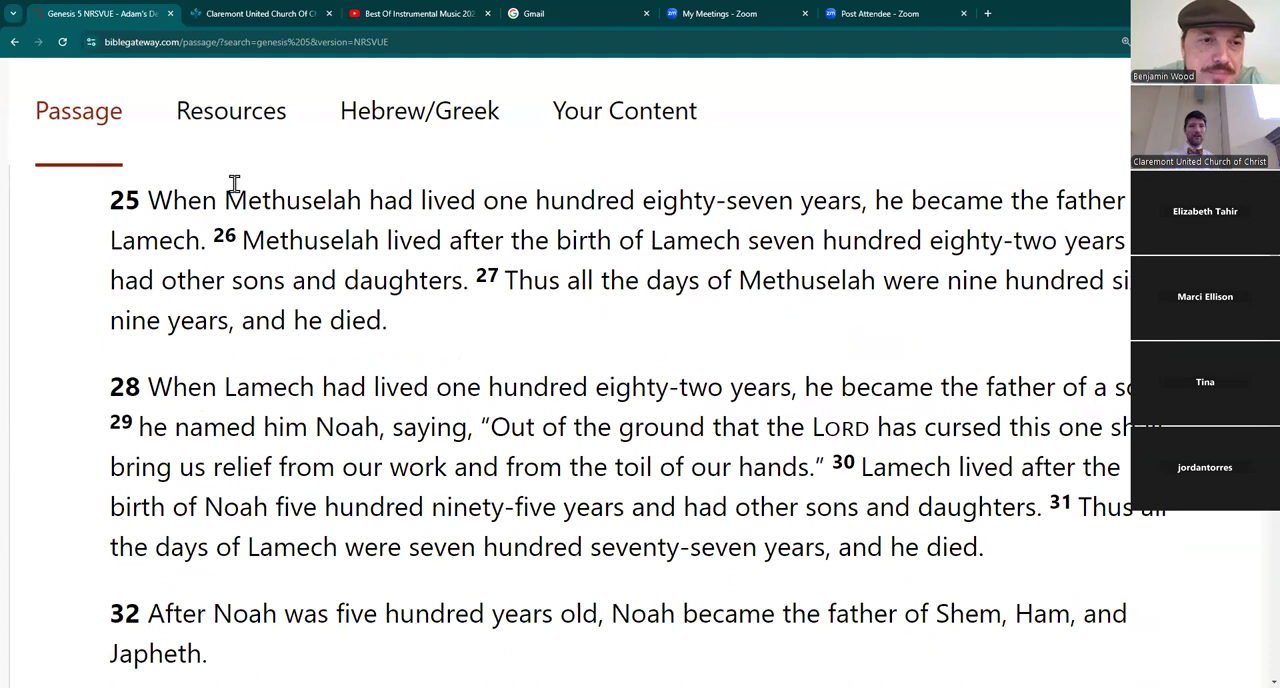 Genesis 5 NRSVUE - Adam's De
Claremont United Church Of C
Best Of Instrumental Music 202
Gmail
My Meetings - Zoom
Post Attendee - Zoom
biblegateway.com/passage/?search=genesis%205&version=NRSVUE
Passage
Resources
Hebrew/Greek
Your Content
25 When Methuselah had lived one hundred eighty-seven years, he became the father
Lamech. 26 Methuselah lived after the birth of Lamech seven hundred eighty-two years
had other sons and daughters. 27 Thus all the days of Methuselah were nine hundred si
nine years, and he died.
28 When Lamech had lived one hundred eighty-two years, he became the father of a
29 he named him Noah, saying, “Out of the ground that the LORD has cursed this one
bring us relief from our work and from the toil of our hands.” 30 Lamech lived after the
birth of Noah five hundred ninety-five years and had other sons and daughters. 31 Thus all
the days of Lamech were seven hundred seventy-seven years, and he died.
32 After Noah was five hundred years old, Noah became the father of Shem, Ham, and
Japheth.
Benjamin Wood
Claremont United Church of Christ
Elizabeth Tahir
Marci Ellison
Tina
jordantorres